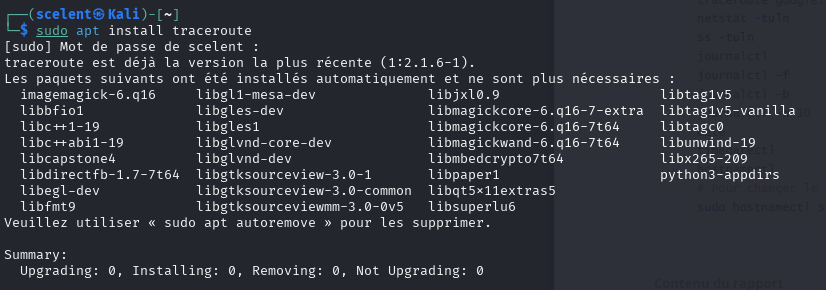 traceroute google.
┌──(scelent㉿Kali)-[~]
netstat -tuln
└─$ sudo apt install traceroute
ss -tuln
[sudo] Mot de passe de scelent :
journalctl
traceroute est déjà la version la plus récente (1:2.1.6-1).
journalctl -f
Les paquets suivants ont été installés automatiquement et ne sont plus nécessaires :
imagemagick-6.q16 libgl1-mesa-dev libjxl0.9 libtag1v5
libbfio1 libgles-dev libmagickcore-6.q16-7-extra libtag1v5-vanilla
libc++1-19 libgles1 libmagickcore-6.q16-7t64 libtagc0
libc++abi1-19 libglvnd-core-dev libmagickwand-6.q16-7t64 libunwind-19
libcapstone4 libglvnd-dev libmbedcrypto7t64 libx265-209
libdirectfb-1.7-7t64 libgtksourceview-3.0-1 libpaper1 python3-appdirs
libegl-dev libgtksourceview-3.0-common libqt5x11extras5
# Pour changer le
libfmt9 libgtksourceviewmm-3.0-0v5 libsuperlu6
sudo hostnamectl s
Veuillez utiliser « sudo apt autoremove » pour les supprimer.
Summary:
Upgrading: 0, Installing: 0, Removing: 0, Not Upgrading: 0
Contenu du rapport